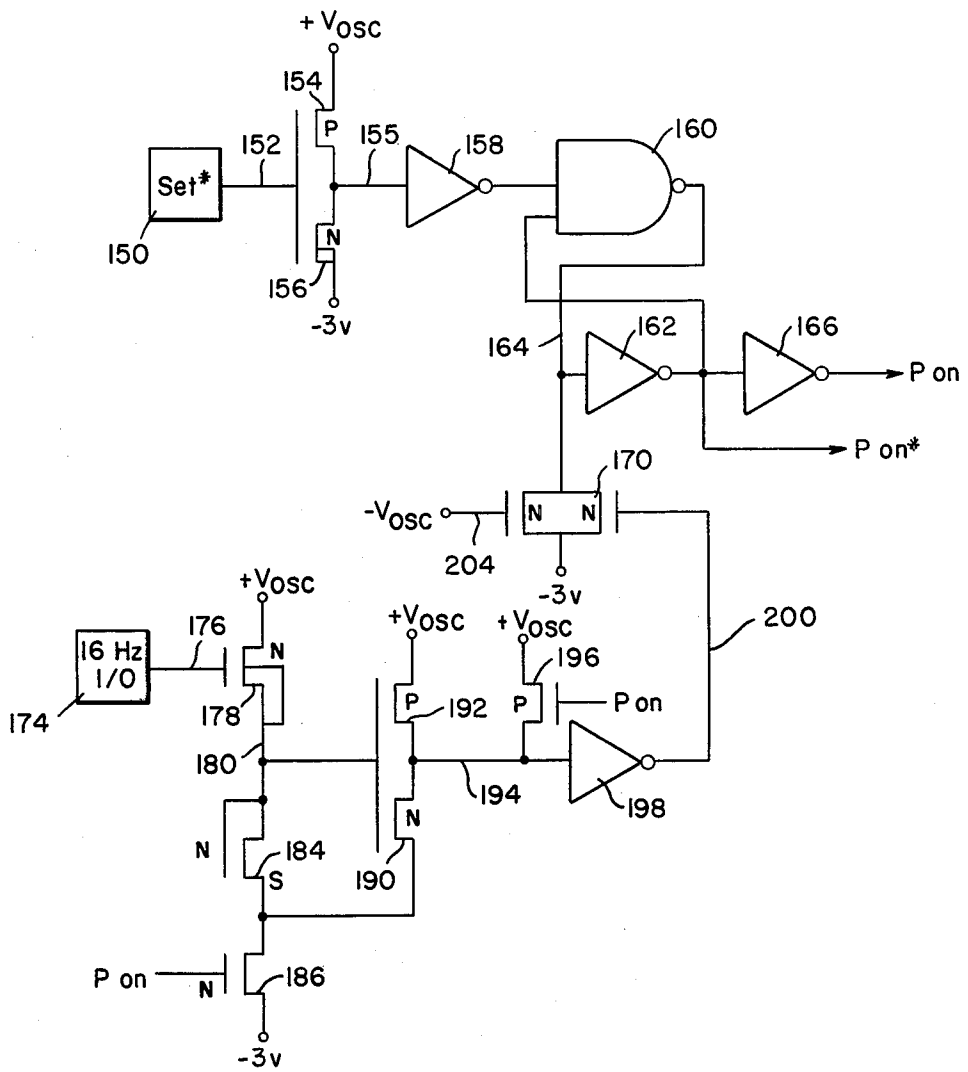 + VOSC
154
P
152
155
158
160
Set*
150
N
156
-3v
164
162
166
P on
P on*
170
-VOSC
N
N
204
-3v
200
+VOSC
+VOSC
+VOSC
176
16 Hz
I/O
174
N
178
196
P
192
P
P on
180
194
198
N
190
N
184
S
P on
N
186
-3v